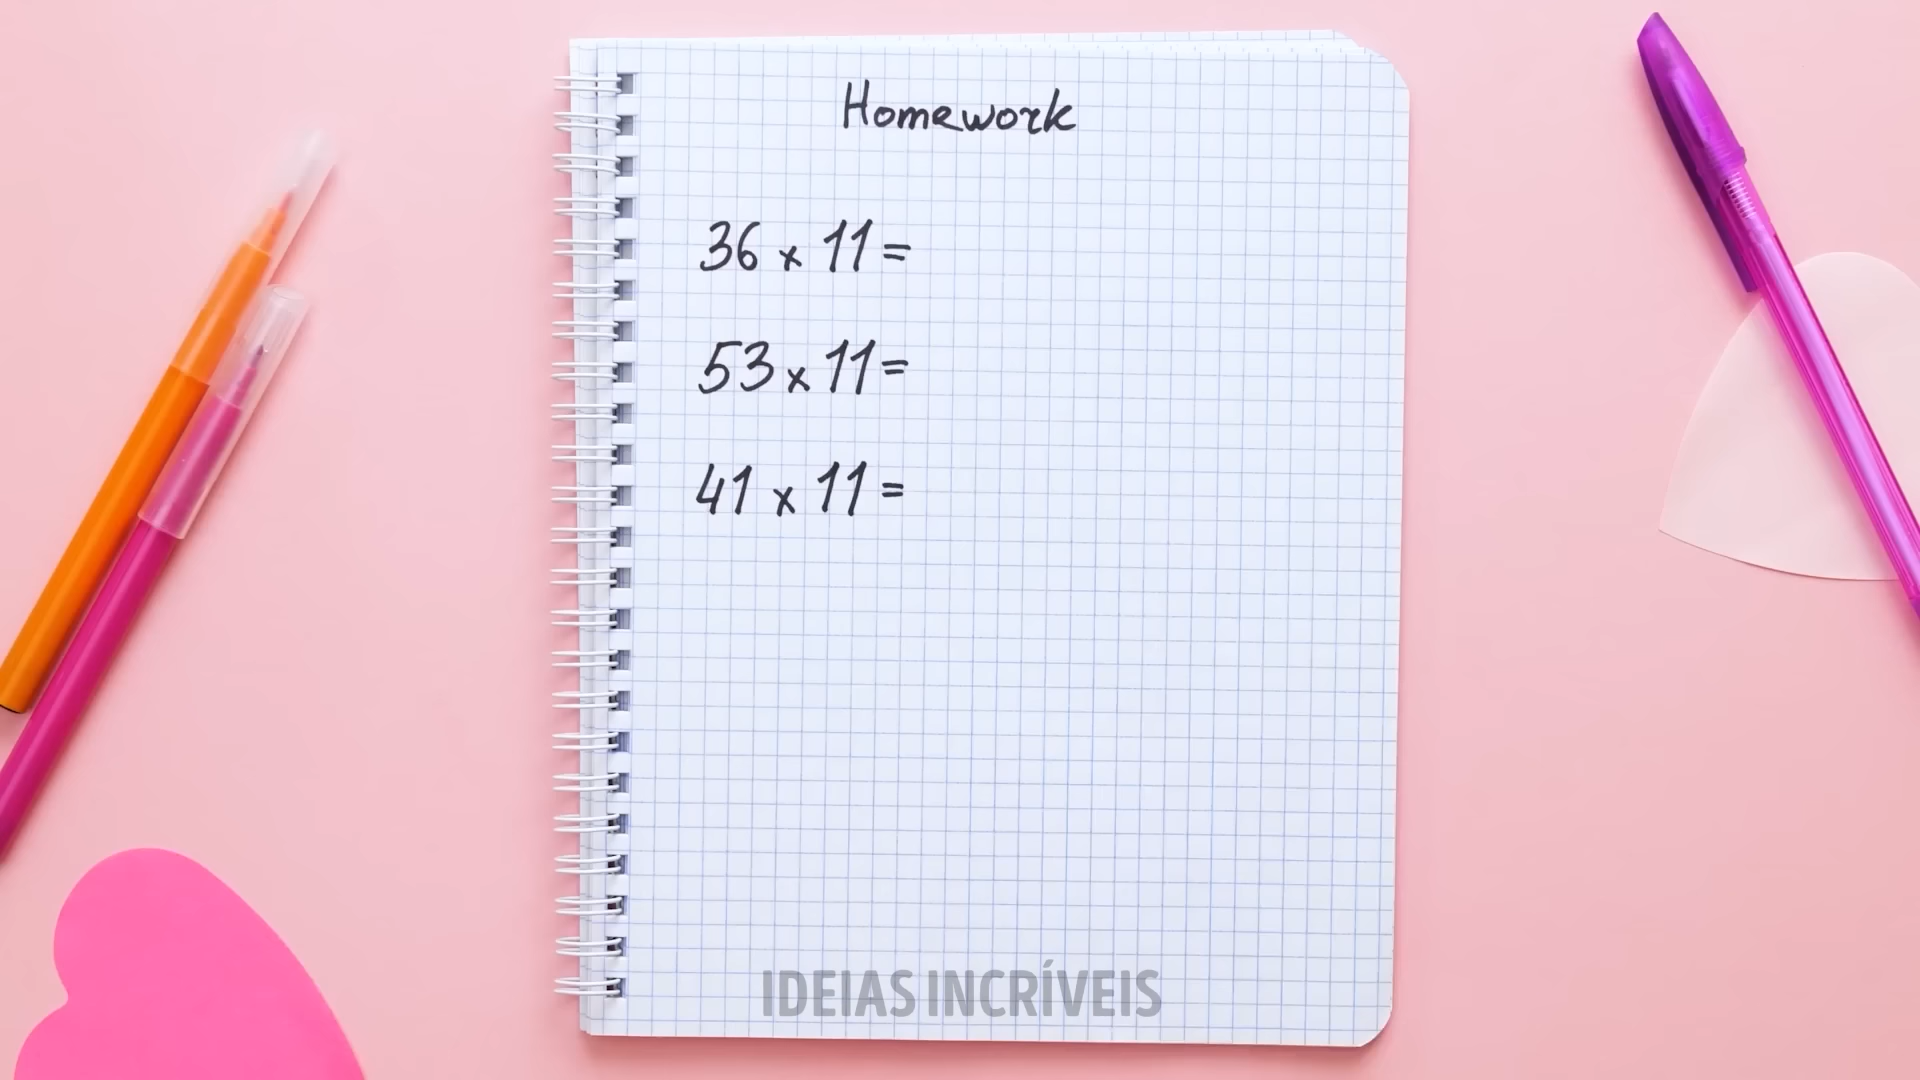 Homework
36 x 11 =
53 x 11 =
41 x 11 =
IDEIAS INCRÍVEIS